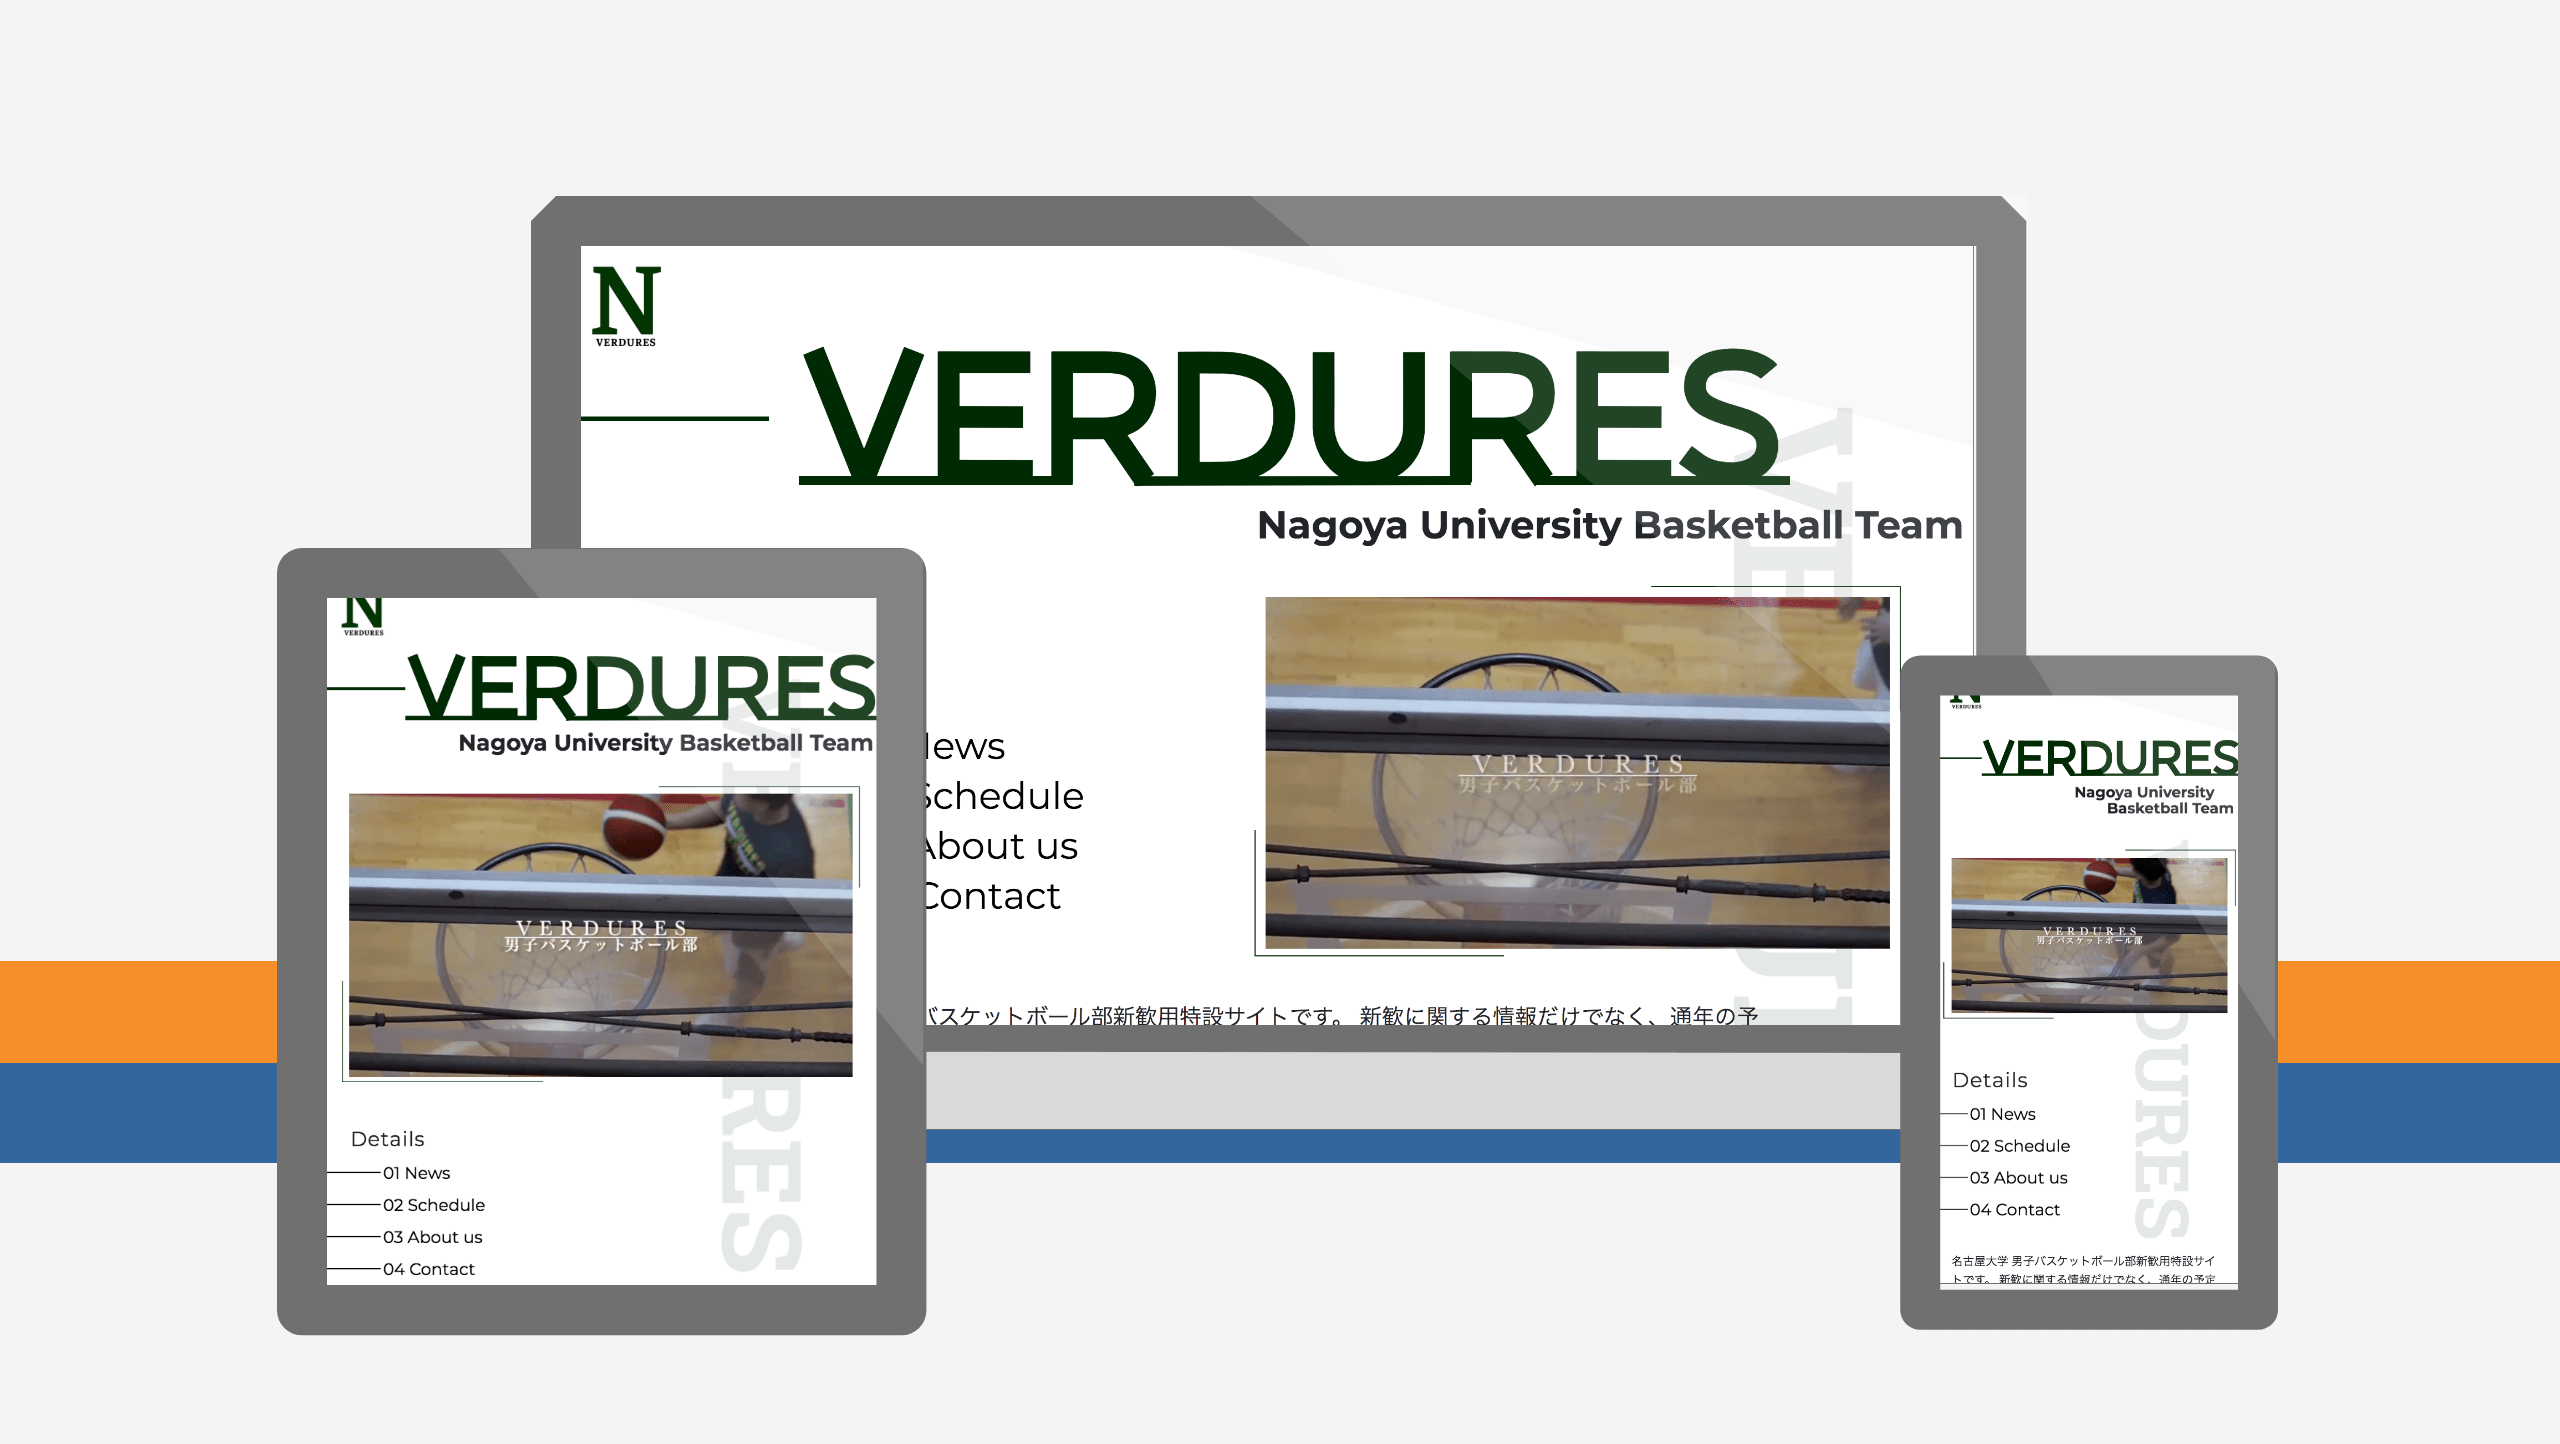 N
VERDURES
VERDURES
Nagoya University Basketball Team
News
Schedule
About us
Contact
VERDURES
男子バスケットボール部
バスケットボール部新歓用特設サイトです。 新歓に関する情報だけでなく、通年の予
N
VERDURES
VERDURES
Nagoya University Basketball Team
VERDURES
男子バスケットボール部
Details
01 News
02 Schedule
03 About us
04 Contact
VERDURES
N
VERDURES
VERDURES
Nagoya University
Basketball Team
VERDURES
男子バスケットボール部
Details
01 News
02 Schedule
03 About us
04 Contact
VERDURES
名古屋大学 男子バスケットボール部新歓用特設サイ
トです。 新歓に関する情報だけでなく、通年の予定